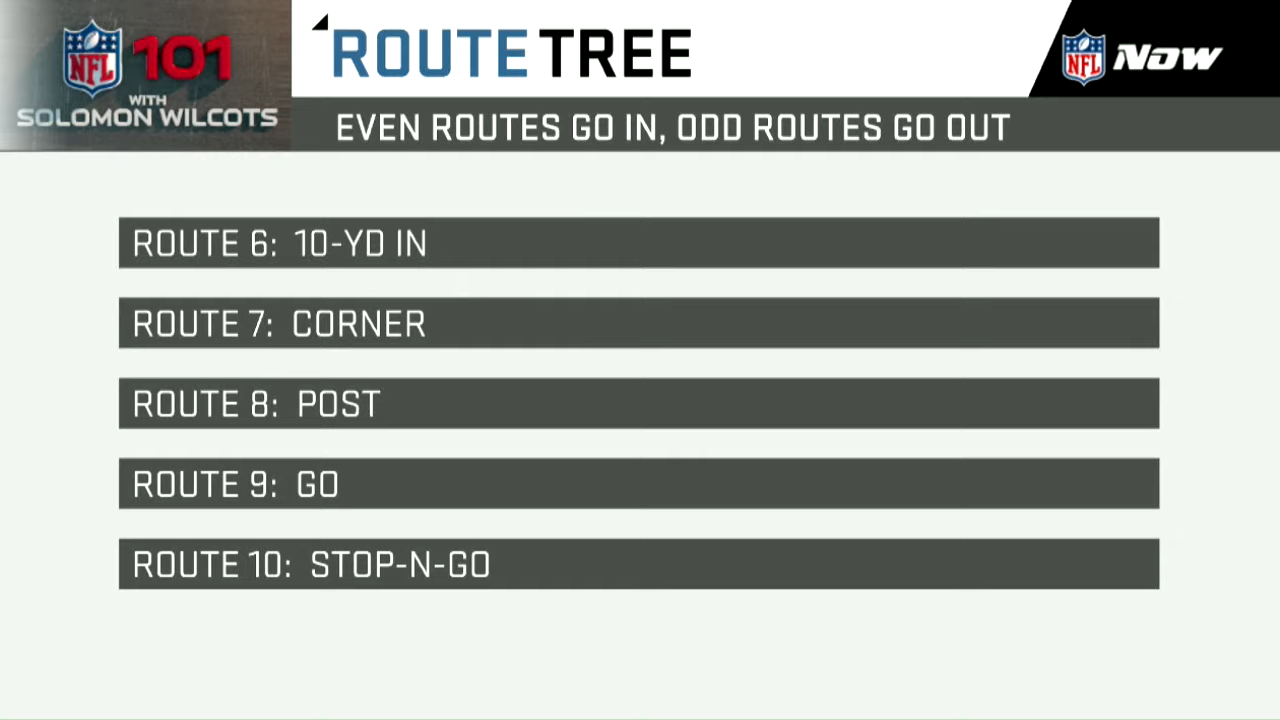 NFL 101
WITH
SOLOMON WILCOTS
ROUTE TREE
NFL NOW
EVEN ROUTES GO IN, ODD ROUTES GO OUT
ROUTE 6: 10-YD IN
ROUTE 7: CORNER
ROUTE 8: POST
ROUTE 9: GO
ROUTE 10: STOP-N-GO